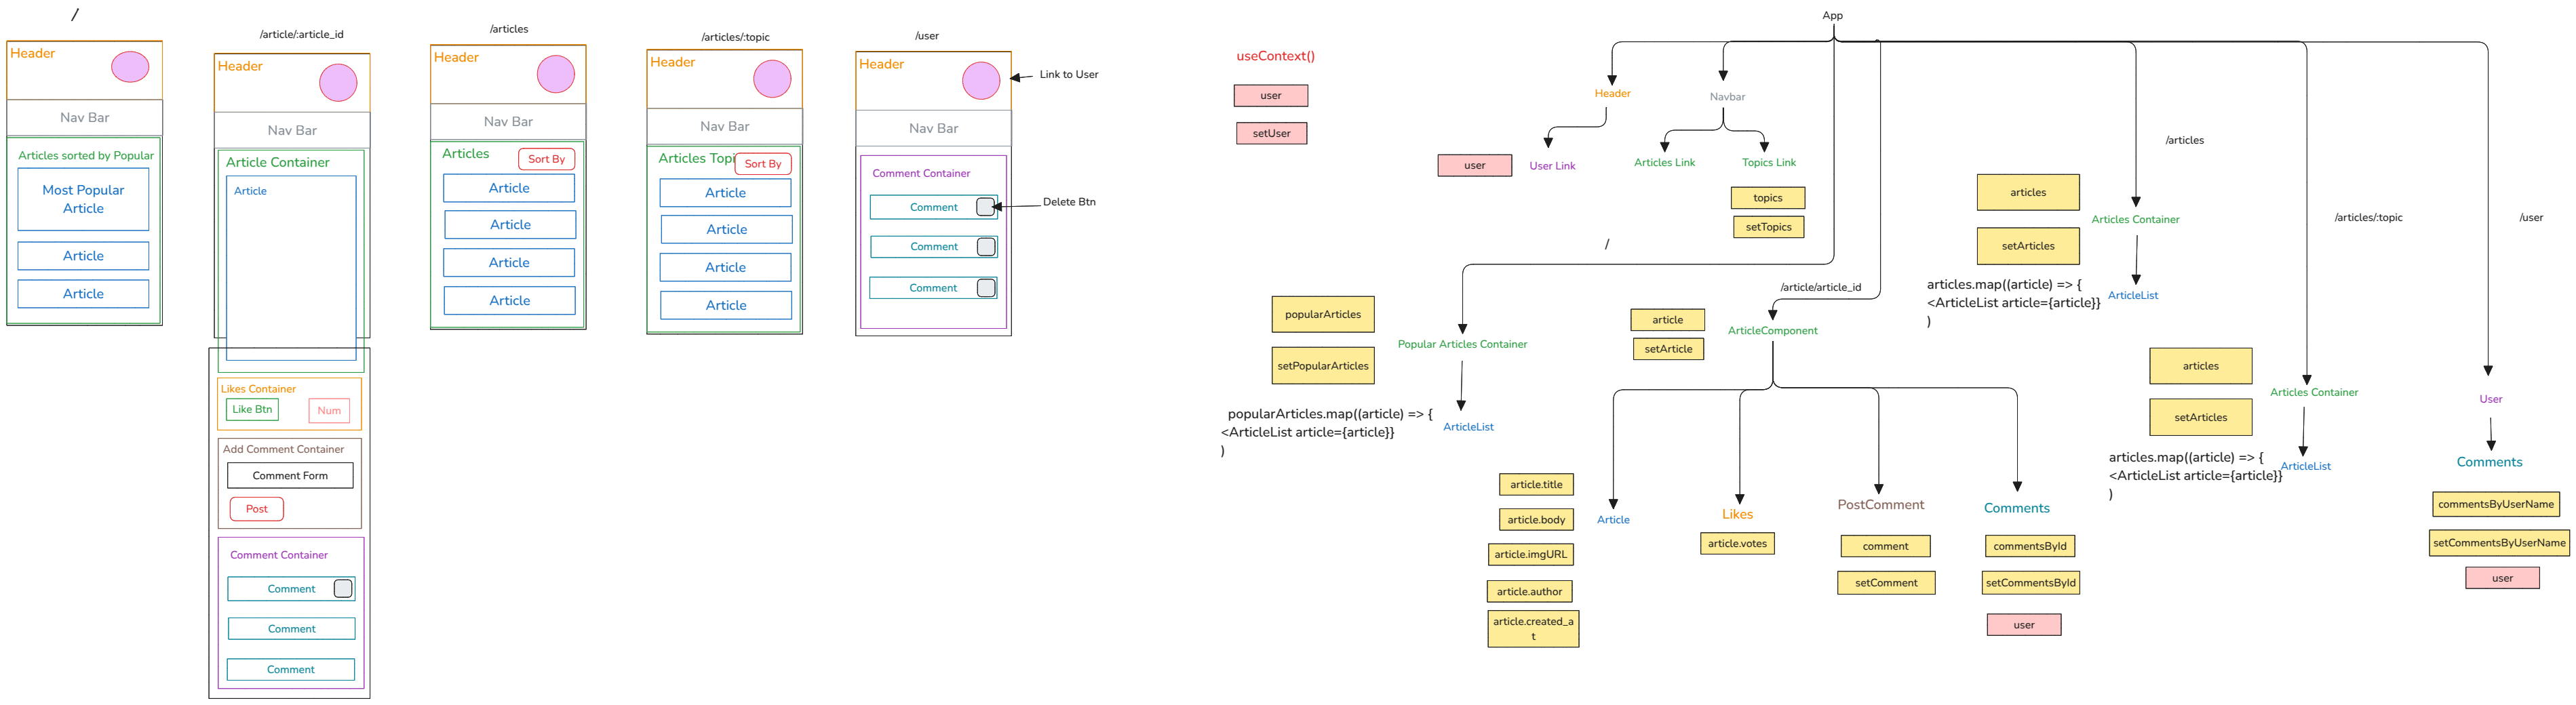 /
Header
Nav Bar
Articles sorted by Popular
Most Popular
Article
Article
Article
/article/:article_id
Header
Nav Bar
Article Container
Article
Likes Container
Like Btn
Num
Add Comment Container
Comment Form
Post
Comment Container
Comment
Comment
Comment
/articles
Header
Nav Bar
Articles
Sort By
Article
Article
Article
Article
/articles/:topic
Header
Nav Bar
Articles Topi
Sort By
Article
Article
Article
Article
/user
Header
Link to User
Nav Bar
Comment Container
Comment
Delete Btn
Comment
Comment
useContext()
user
setUser
App
Header
user
User Link
Navbar
Articles Link
Topics Link
topics
setTopics
/
popularArticles
setPopularArticles
Popular Articles Container
popularArticles.map((article) => {
<ArticleList article={article}}
)
ArticleList
/article/article_id
article
setArticle
ArticleComponent
article.title
article.body
article.imgURL
article.author
article.created_a
t
Article
Likes
article.votes
PostComment
comment
setComment
Comments
commentsById
setCommentsById
user
/articles
articles
setArticles
Articles Container
articles.map((article) => {
<ArticleList article={article}}
)
ArticleList
/articles/:topic
articles
setArticles
Articles Container
articles.map((article) => {
<ArticleList article={article}}
)
ArticleList
/user
User
Comments
commentsByUserName
setCommentsByUserName
user